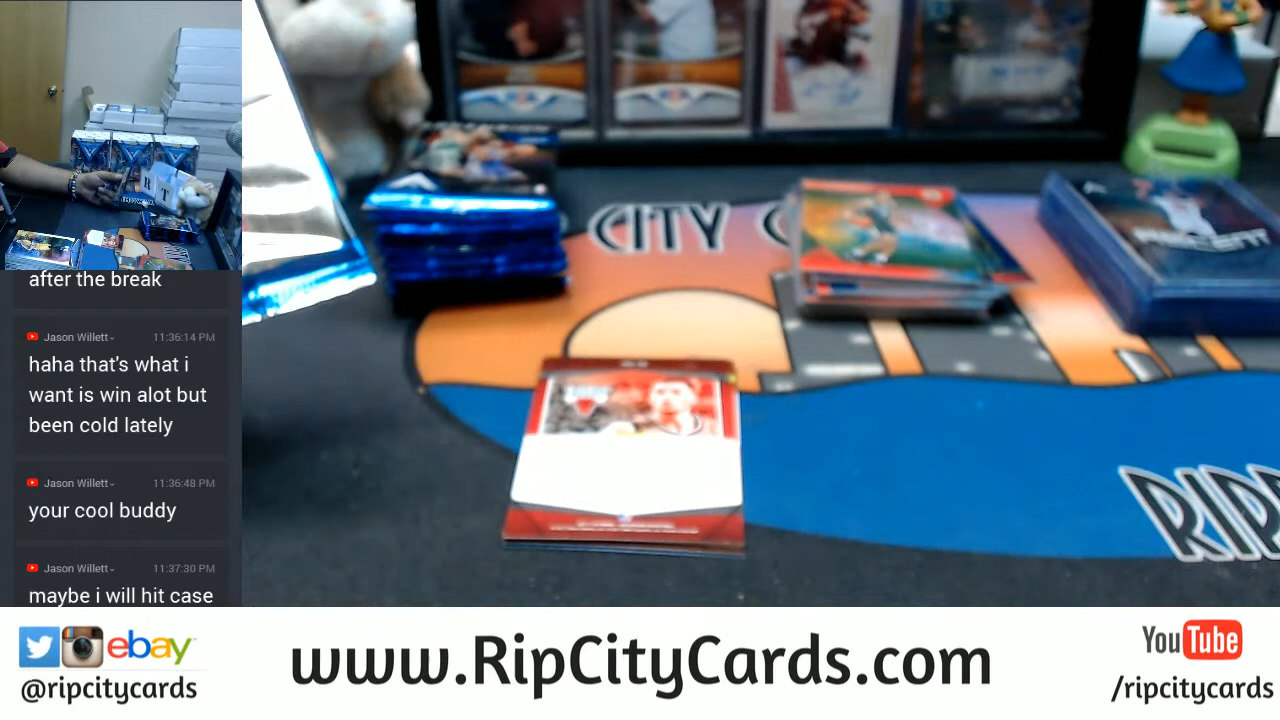 after the break
Jason Willett 11:36:14 PM
haha that's what i
want is win alot but
been cold lately
Jason Willett 11:36:48 PM
your cool buddy
Jason Willett 11:37:30 PM
maybe i will hit case
R T
CITY C
RIPP
ebay
@ripcitycards
www.RipCityCards.com
YouTube
/ripcitycards